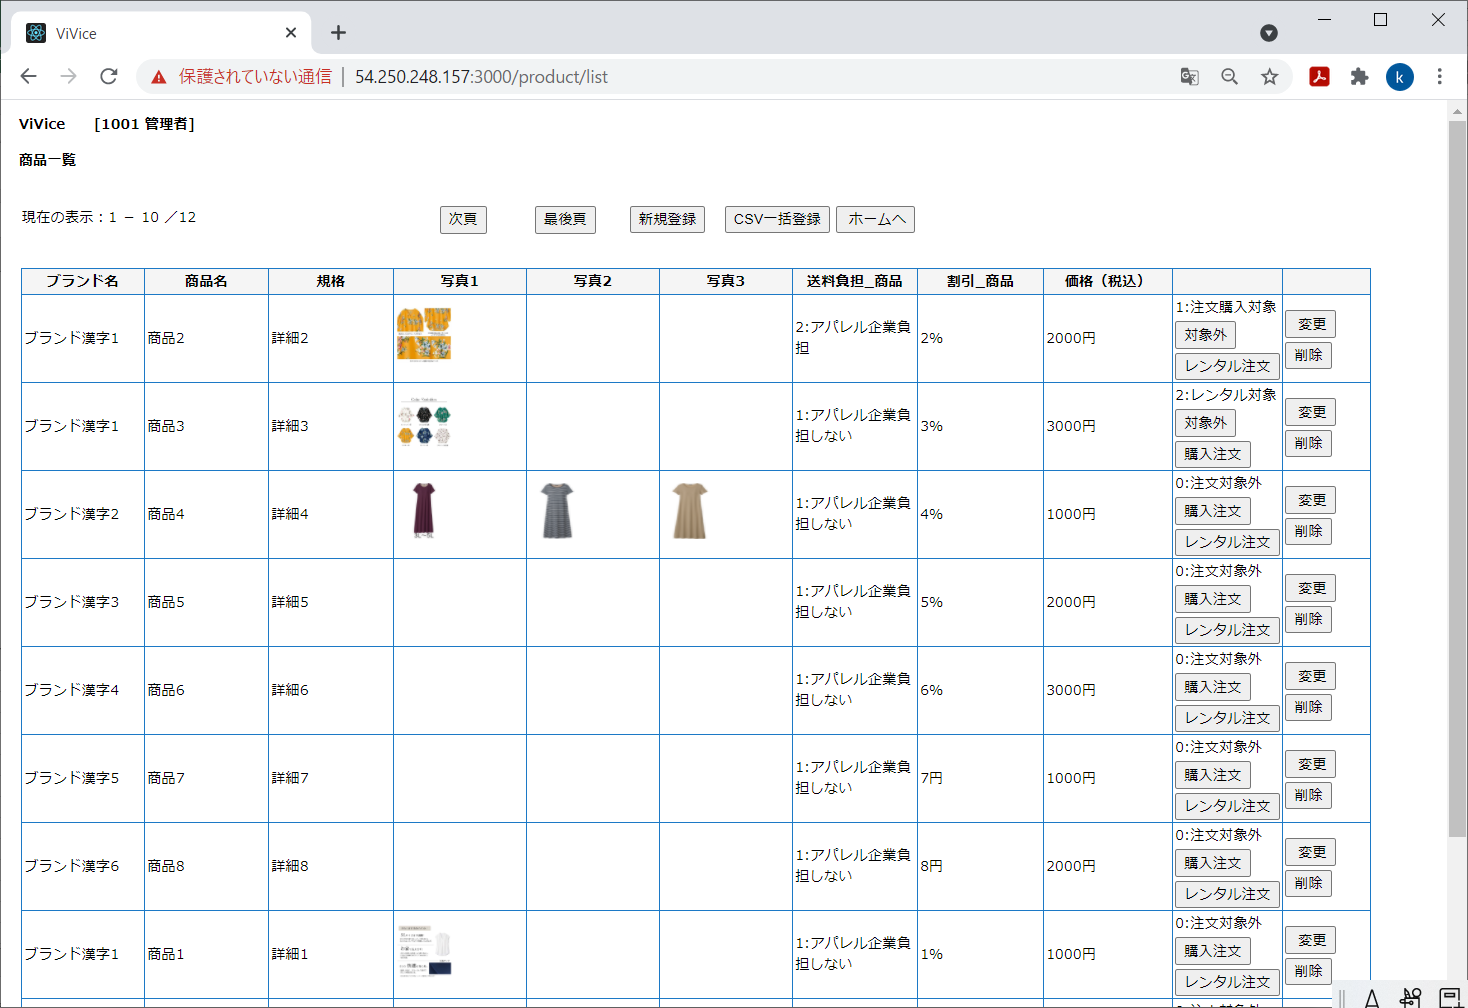 ViVice
保護されていない通信 | 54.250.248.157:3000/product/list
k
ViVice [1001 管理者]
商品一覧
現在の表示：1 － 10 ／12 次頁 最後頁 新規登録 CSV一括登録 ホームへ
ブランド名 商品名 規格 写真1 写真2 写真3 送料負担_商品 割引_商品 価格（税込）
ブランド漢字1 商品2 詳細2 2:アパレル企業負担 2% 2000円 1:注文購入対象 対象外 レンタル注文 変更 削除
ブランド漢字1 商品3 詳細3 1:アパレル企業負担しない 3% 3000円 2:レンタル対象 対象外 購入注文 変更 削除
ブランド漢字2 商品4 詳細4 1:アパレル企業負担しない 4% 1000円 0:注文対象外 購入注文 レンタル注文 変更 削除
ブランド漢字3 商品5 詳細5 1:アパレル企業負担しない 5% 2000円 0:注文対象外 購入注文 レンタル注文 変更 削除
ブランド漢字4 商品6 詳細6 1:アパレル企業負担しない 6% 3000円 0:注文対象外 購入注文 レンタル注文 変更 削除
ブランド漢字5 商品7 詳細7 1:アパレル企業負担しない 7円 1000円 0:注文対象外 購入注文 レンタル注文 変更 削除
ブランド漢字6 商品8 詳細8 1:アパレル企業負担しない 8円 2000円 0:注文対象外 購入注文 レンタル注文 変更 削除
ブランド漢字1 商品1 詳細1 1:アパレル企業負担しない 1% 1000円 0:注文対象外 購入注文 レンタル注文 変更 削除
A